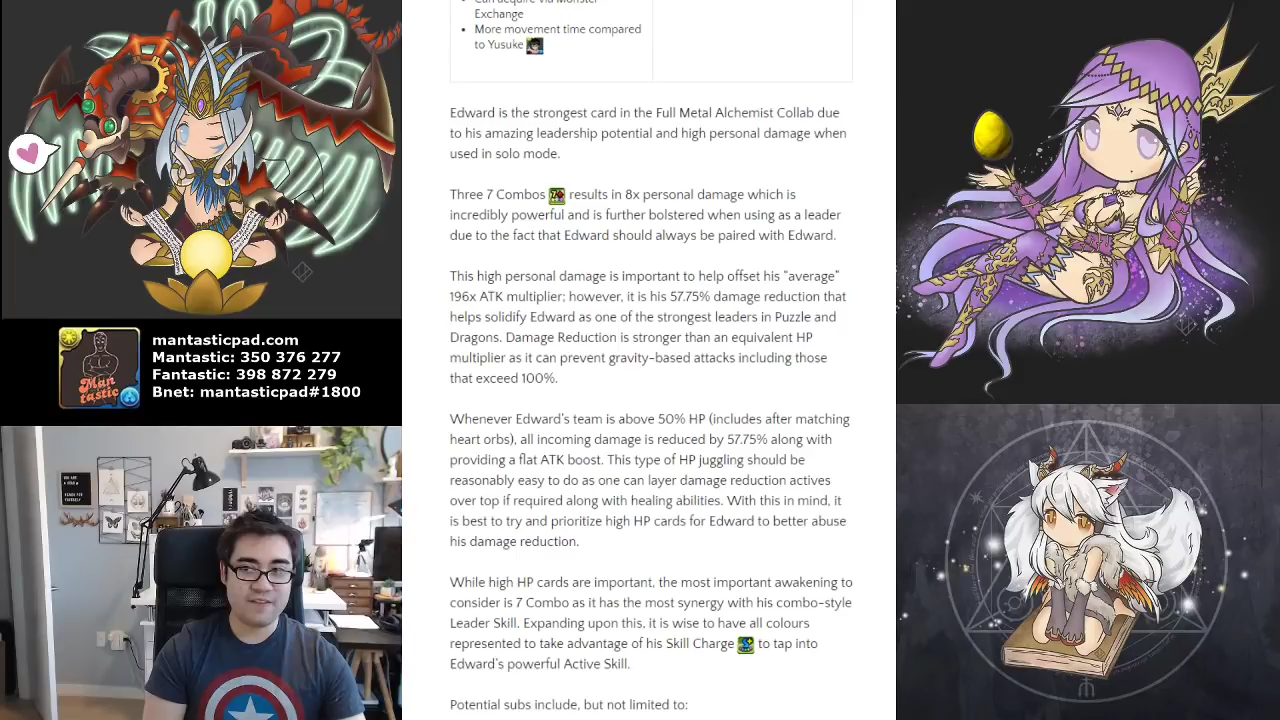 Exchange
• More movement time compared
to Yusuke
Edward is the strongest card in the Full Metal Alchemist Collab due
to his amazing leadership potential and high personal damage when
used in solo mode.
Three 7 Combos results in 8x personal damage which is
incredibly powerful and is further bolstered when using as a leader
due to the fact that Edward should always be paired with Edward.
This high personal damage is important to help offset his “average”
196x ATK multiplier; however, it is his 57.75% damage reduction that
helps solidify Edward as one of the strongest leaders in Puzzle and
Dragons. Damage Reduction is stronger than an equivalent HP
multiplier as it can prevent gravity-based attacks including those
that exceed 100%.
Whenever Edward’s team is above 50% HP (includes after matching
heart orbs), all incoming damage is reduced by 57.75% along with
providing a flat ATK boost. This type of HP juggling should be
reasonably easy to do as one can layer damage reduction actives
over top if required along with healing abilities. With this in mind, it
is best to try and prioritize high HP cards for Edward to better abuse
his damage reduction.
While high HP cards are important, the most important awakening to
consider is 7 Combo as it has the most synergy with his combo-style
Leader Skill. Expanding upon this, it is wise to have all colours
represented to take advantage of his Skill Charge to tap into
Edward’s powerful Active Skill.
Potential subs include, but not limited to:
mantasticpad.com
Mantastic: 350 376 277
Fantastic: 398 872 279
Bnet: mantasticpad#1800
Man
tastic